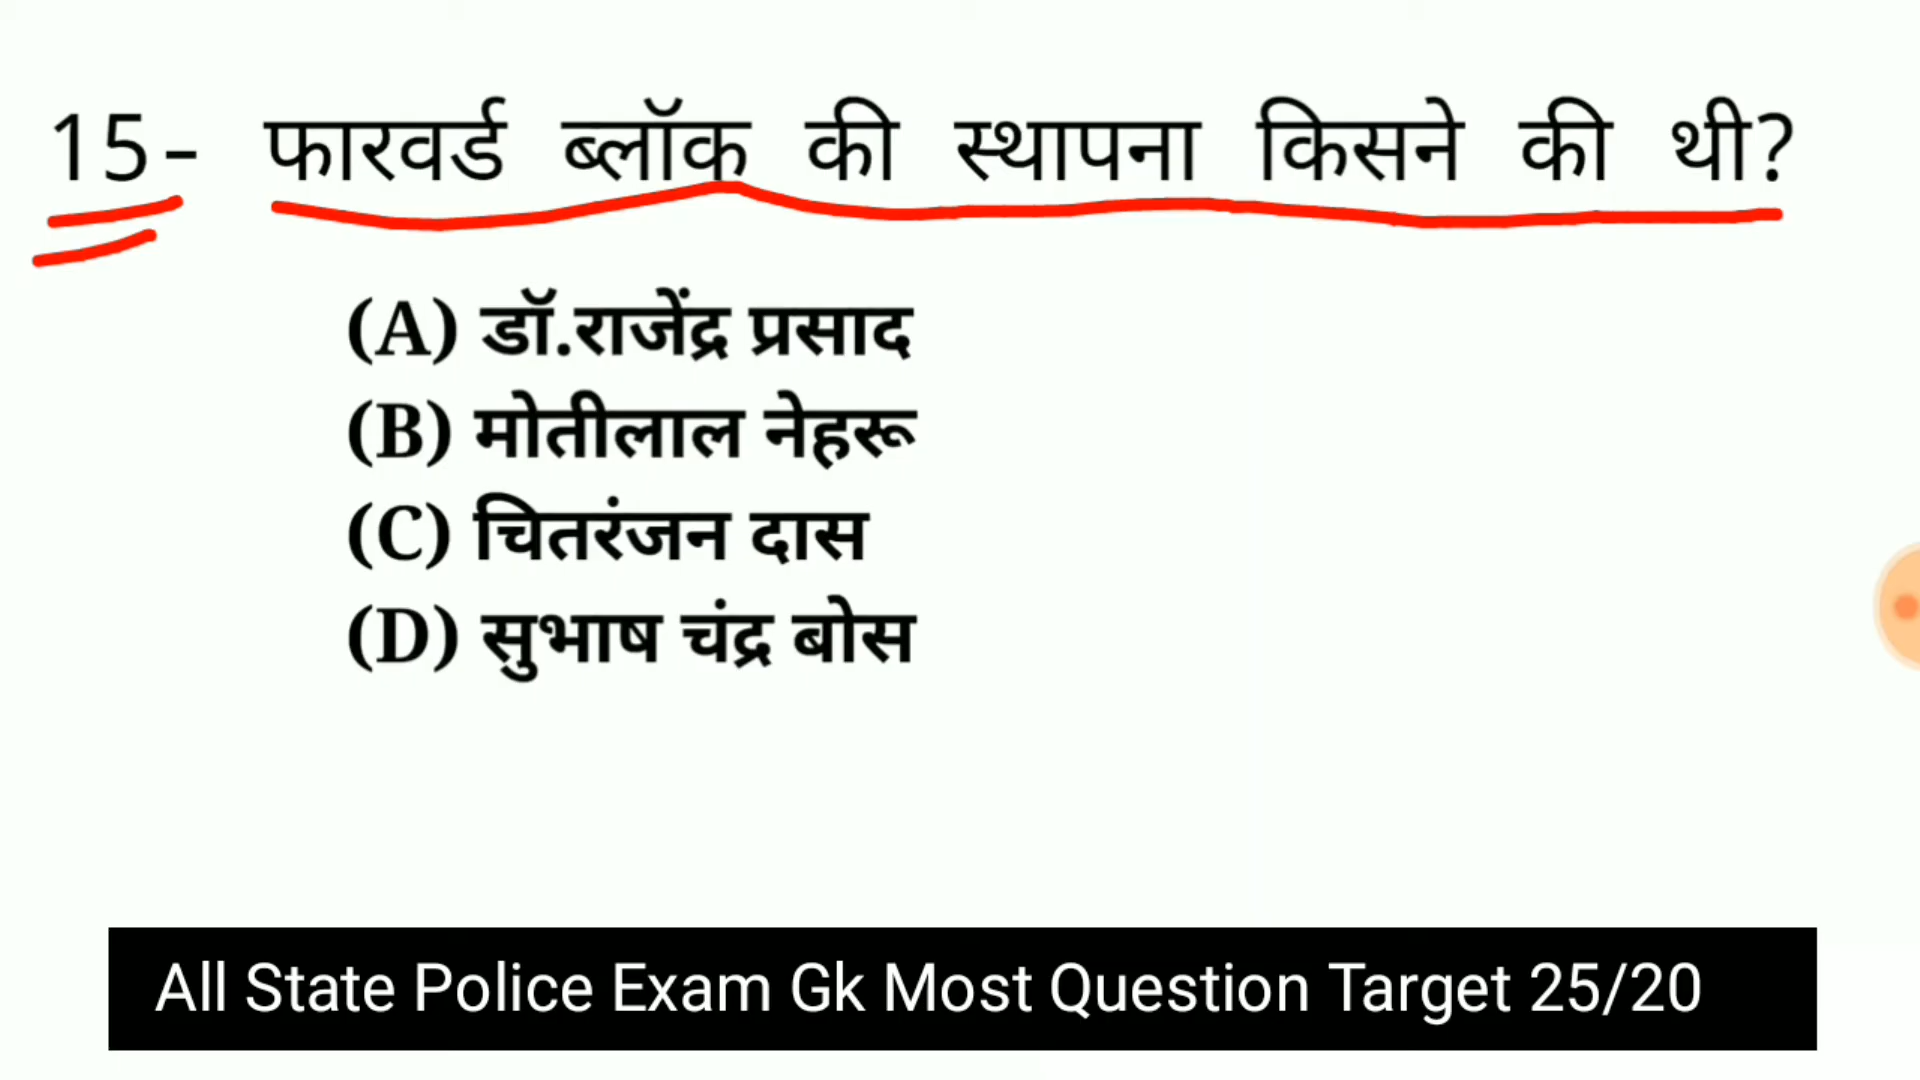 15- फारवर्ड ब्लॉक की स्थापना किसने की थी?
(A) डॉ.राजेंद्र प्रसाद
(B) मोतीलाल नेहरू
(C) चितरंजन दास
(D) सुभाष चंद्र बोस
All State Police Exam Gk Most Question Target 25/20